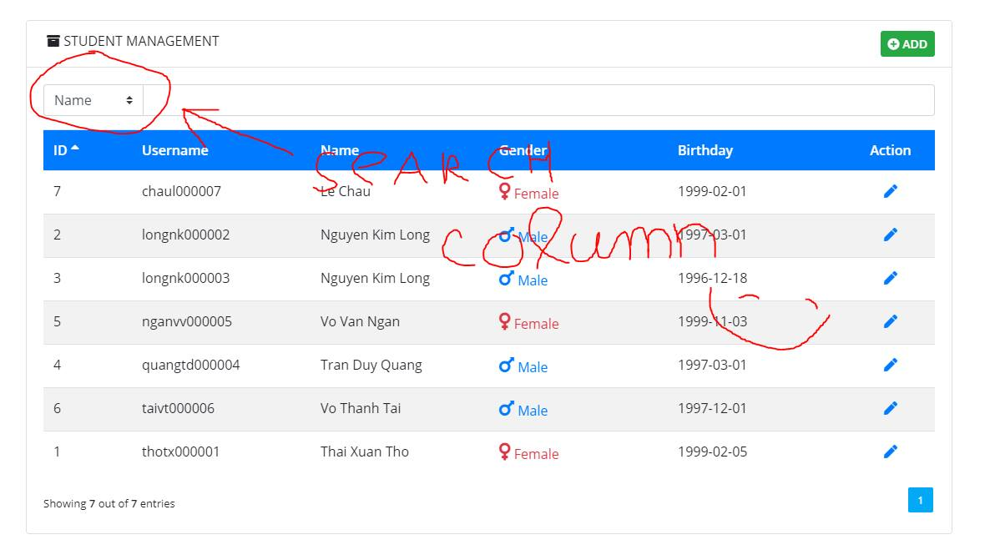 STUDENT MANAGEMENT
ADD
Name
SEARCH
column
ID Username Name Gender Birthday Action
7 chaul000007 Le Chau Female 1999-02-01
2 longnk000002 Nguyen Kim Long Male 1997-03-01
3 longnk000003 Nguyen Kim Long Male 1996-12-18
5 nganvv000005 Vo Van Ngan Female 1999-11-03
4 quangtd000004 Tran Duy Quang Male 1997-03-01
6 taivt000006 Vo Thanh Tai Male 1997-12-01
1 thotx000001 Thai Xuan Tho Female 1999-02-05
Showing 7 out of 7 entries
1